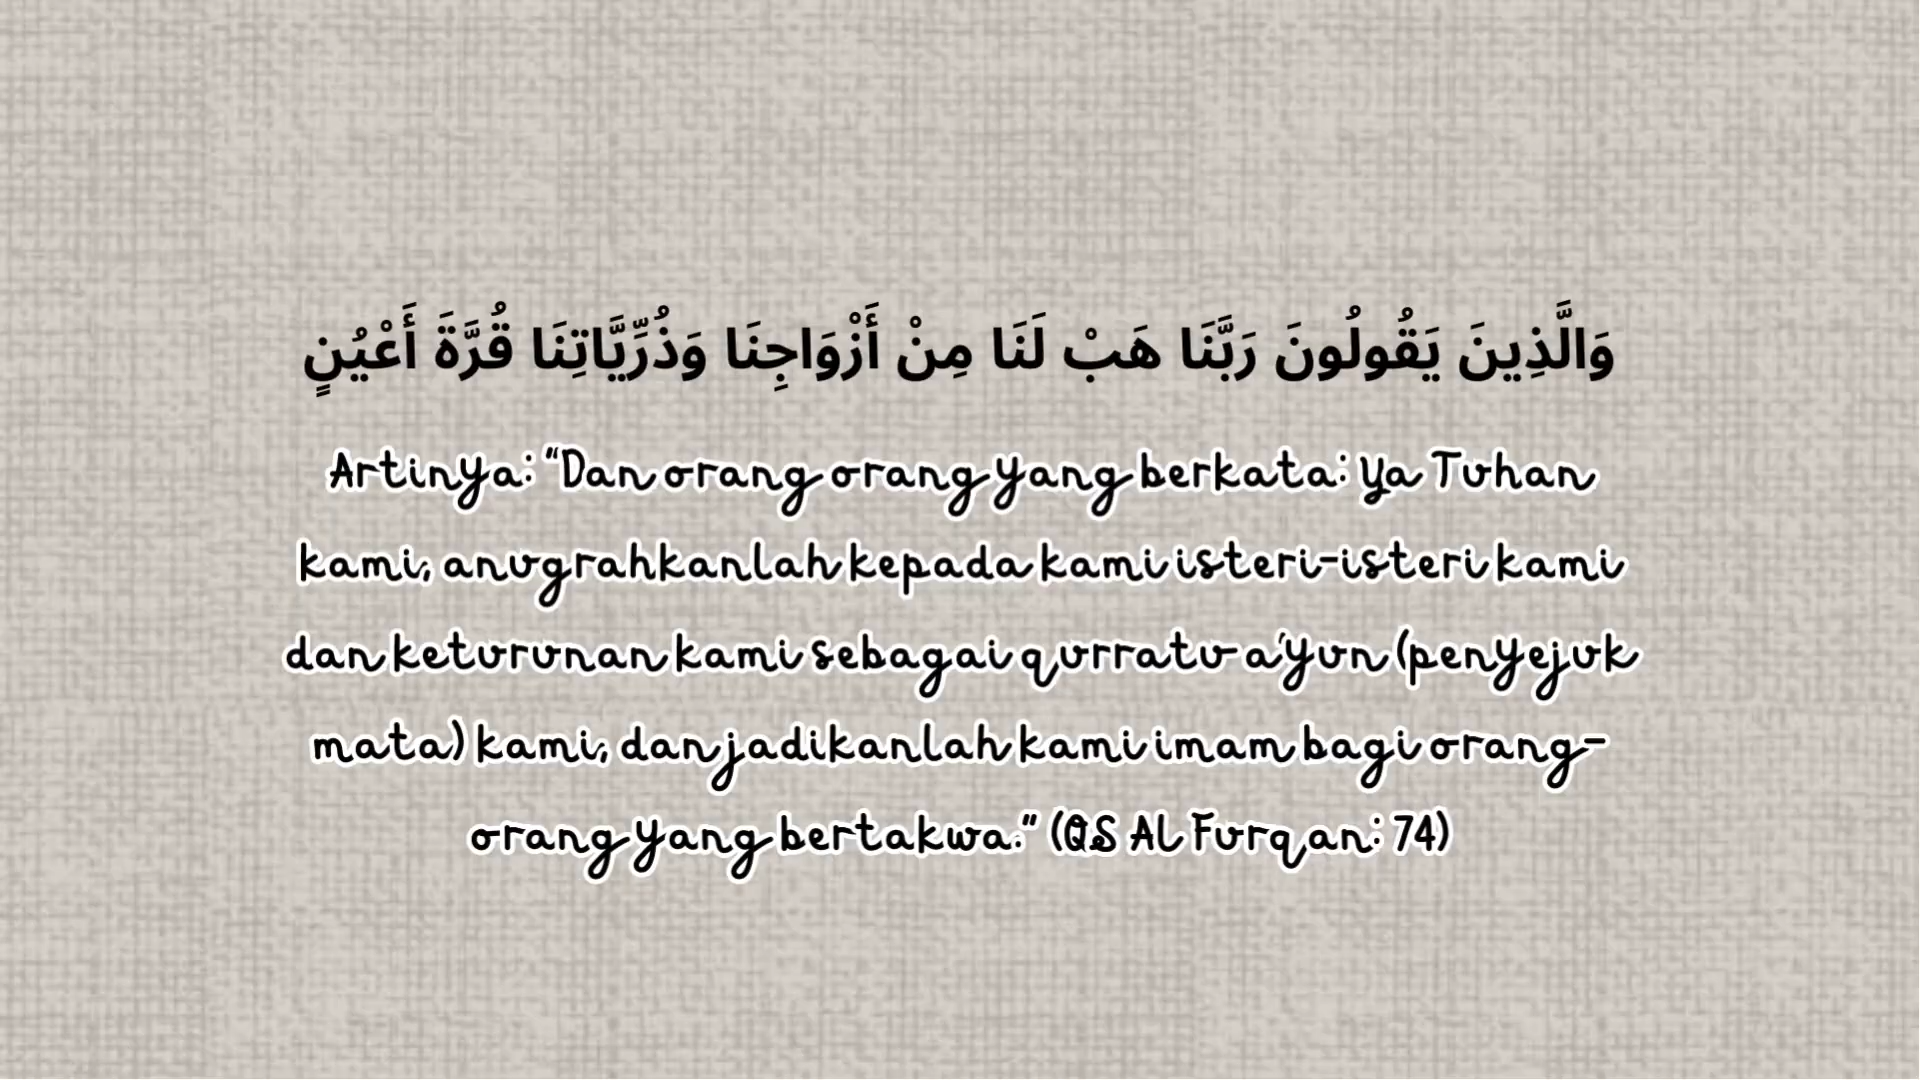 وَالَّذِينَ يَقُولُونَ رَبَّنَا هَبْ لَنَا مِنْ أَزْوَاجِنَا وَذُرِّيَّاتِنَا قُرَّةَ أَعْيُنٍ
Artinya: "Dan orang orang yang berkata: Ya Tuhan
kami, anugrahkanlah kepada kami isteri-isteri kami
dan keturunan kami sebagai qurratu a'yun (penyejuk
mata) kami, dan jadikanlah kami imam bagi orang-
orang yang bertakwa." (QS Al Furqan: 74)